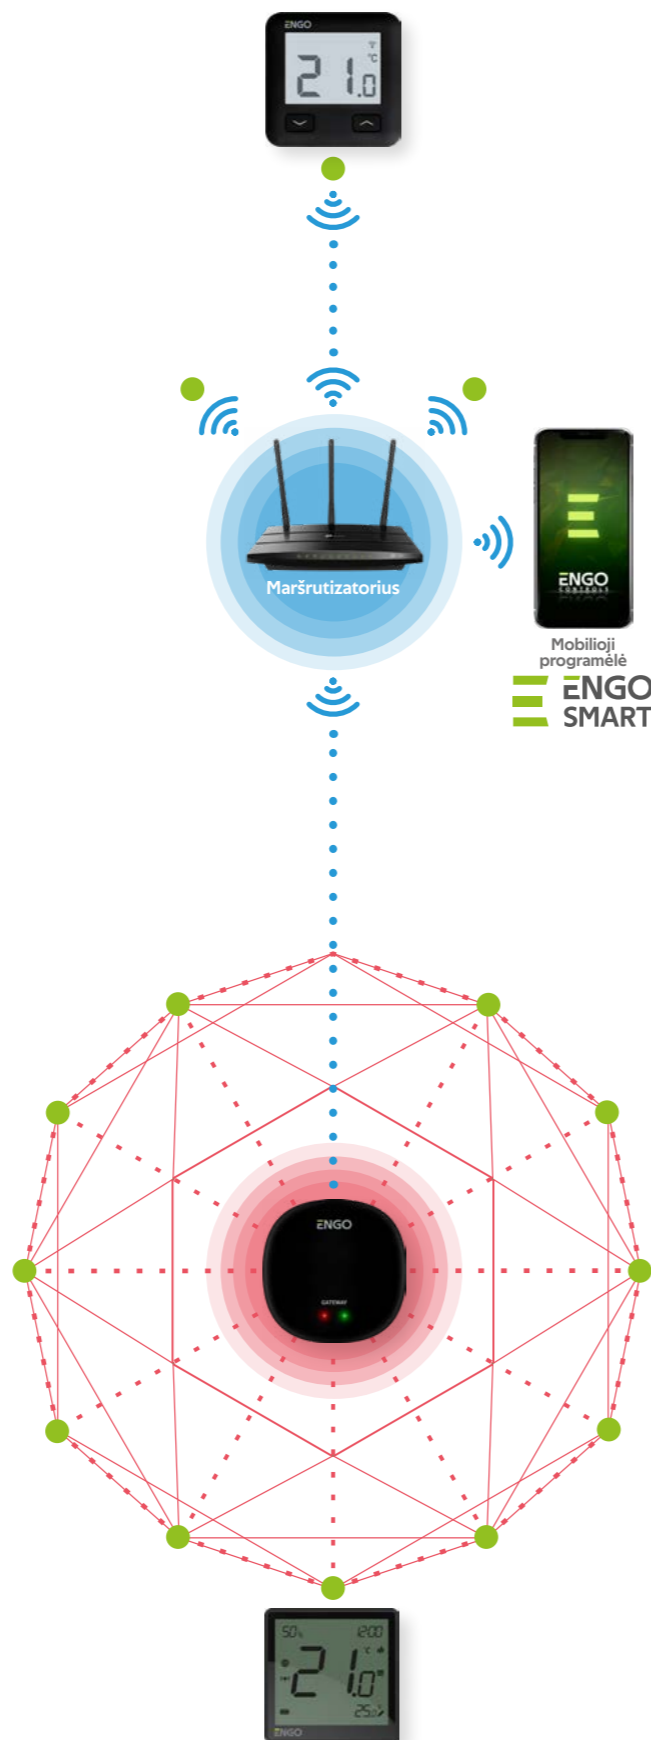 ENGO
°C
21.0
Maršrutizatorius
ENGO
CONTROLS
Mobilioji
programėlė
ENGO
SMART
ENGO
GATEWAY
50% 12:00
°C
21.0
25.0
ENGO